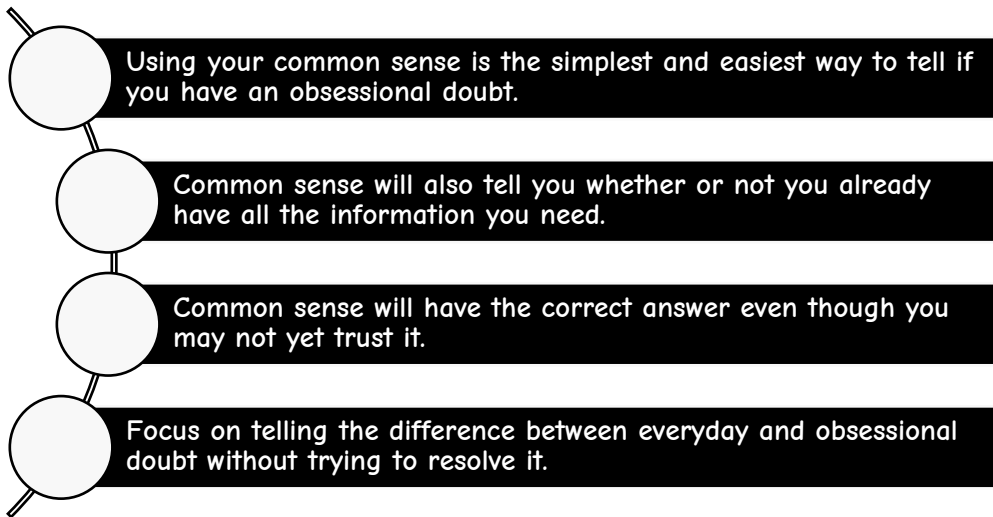 Using your common sense is the simplest and easiest way to tell if
you have an obsessional doubt.
Common sense will also tell you whether or not you already
have all the information you need.
Common sense will have the correct answer even though you
may not yet trust it.
Focus on telling the difference between everyday and obsessional
doubt without trying to resolve it.